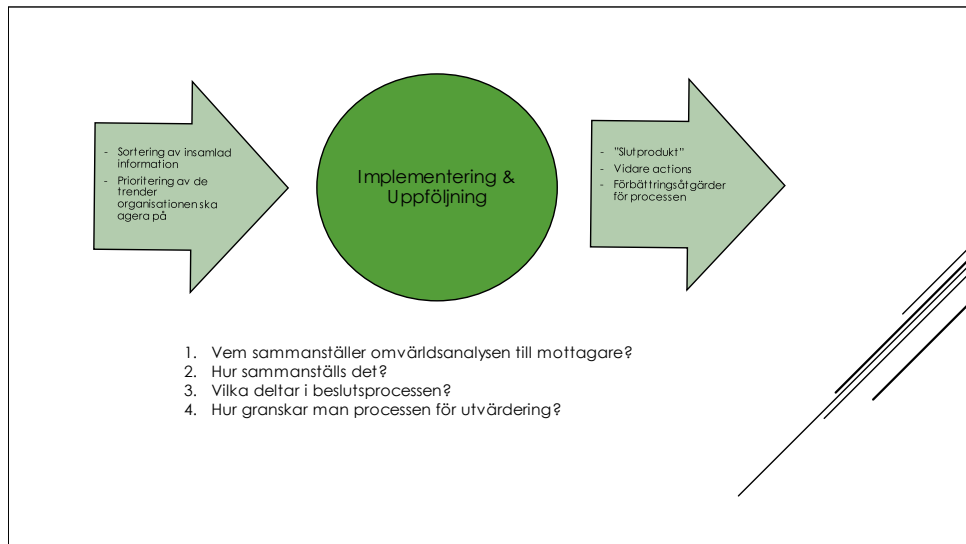 - Sortering av insamlad
information
- Prioritering av de
trender
organisationen ska
agera på
Implementering &
Uppföljning
- "Slutprodukt"
- Vidare actions
- Förbättringsåtgärder
för processen
1. Vem sammanställer omvärldsanalysen till mottagare?
2. Hur sammanställs det?
3. Vilka deltar i beslutsprocessen?
4. Hur granskar man processen för utvärdering?